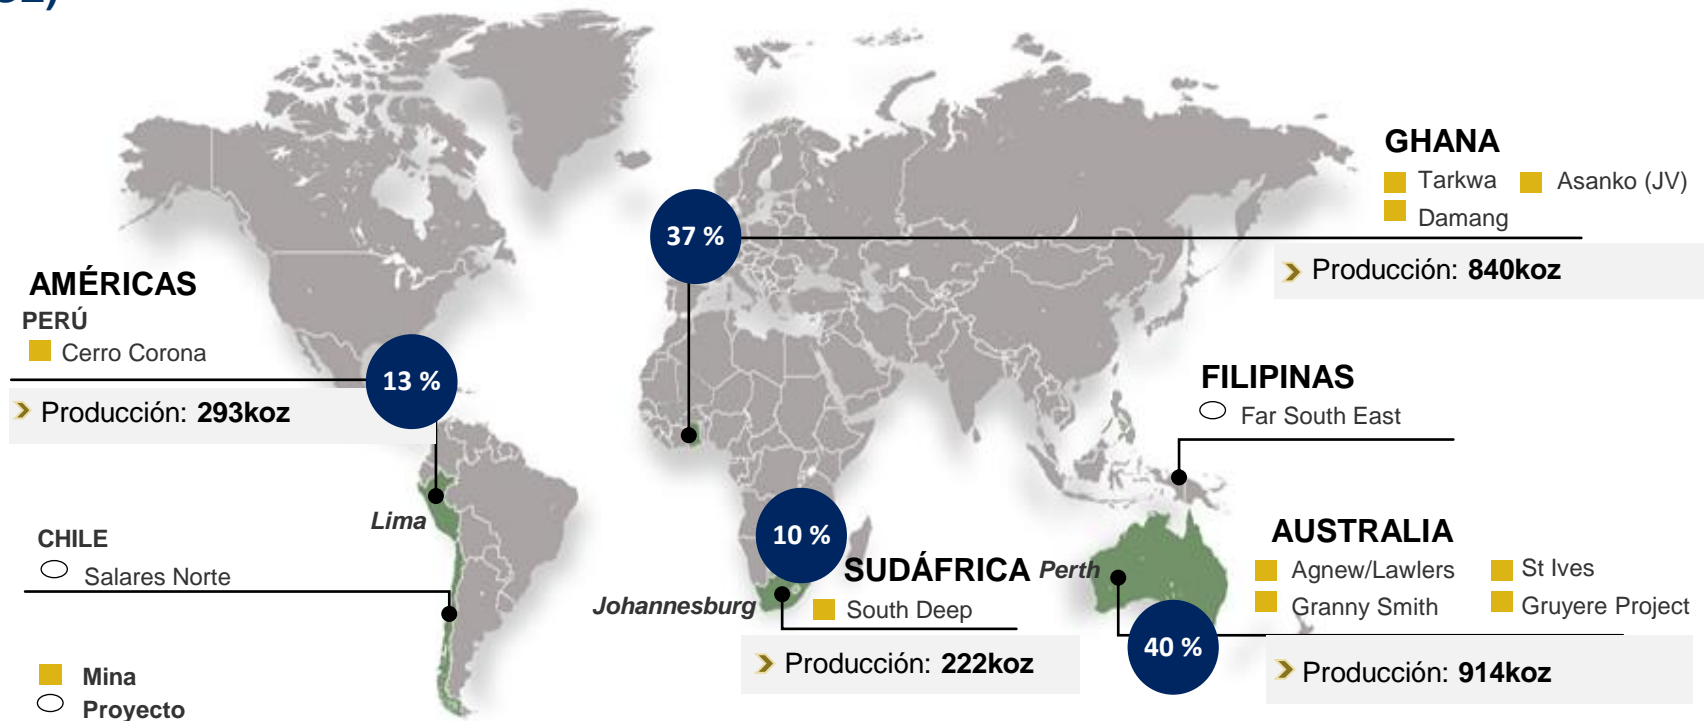 GHANA
Tarkwa Asanko (JV)
Damang
37 %
Producción: 840koz
AMÉRICAS
PERÚ
Cerro Corona
13 %
Producción: 293koz
FILIPINAS
Far South East
Lima
CHILE
Salares Norte
10 %
SUDÁFRICA
Johannesburg
South Deep
Producción: 222koz
Perth
AUSTRALIA
Agnew/Lawlers St Ives
Granny Smith Gruyere Project
40 %
Producción: 914koz
Mina
Proyecto